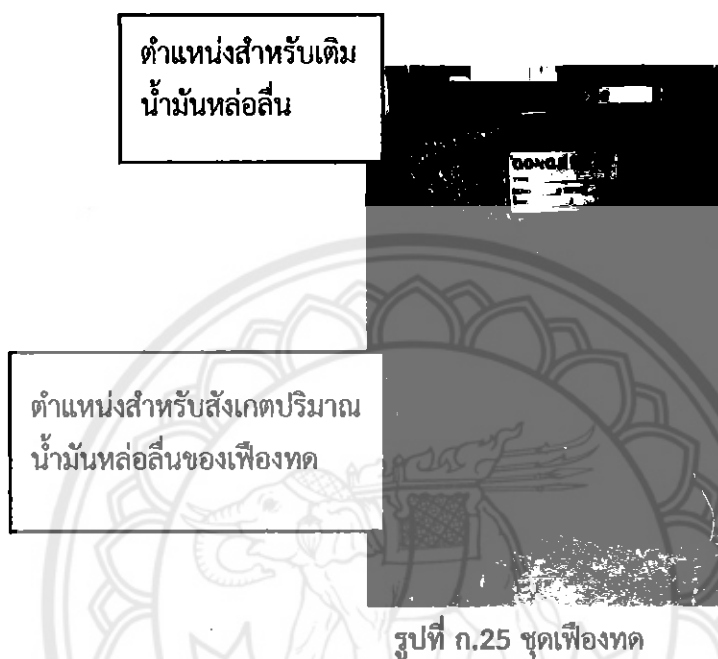 ตำแหน่งสำหรับเติม
น้ำมันหล่อลื่น
ตำแหน่งสำหรับสังเกตปริมาณ
น้ำมันหล่อลื่นของเฟืองทด
รูปที่ ก.25 ชุดเฟืองทด